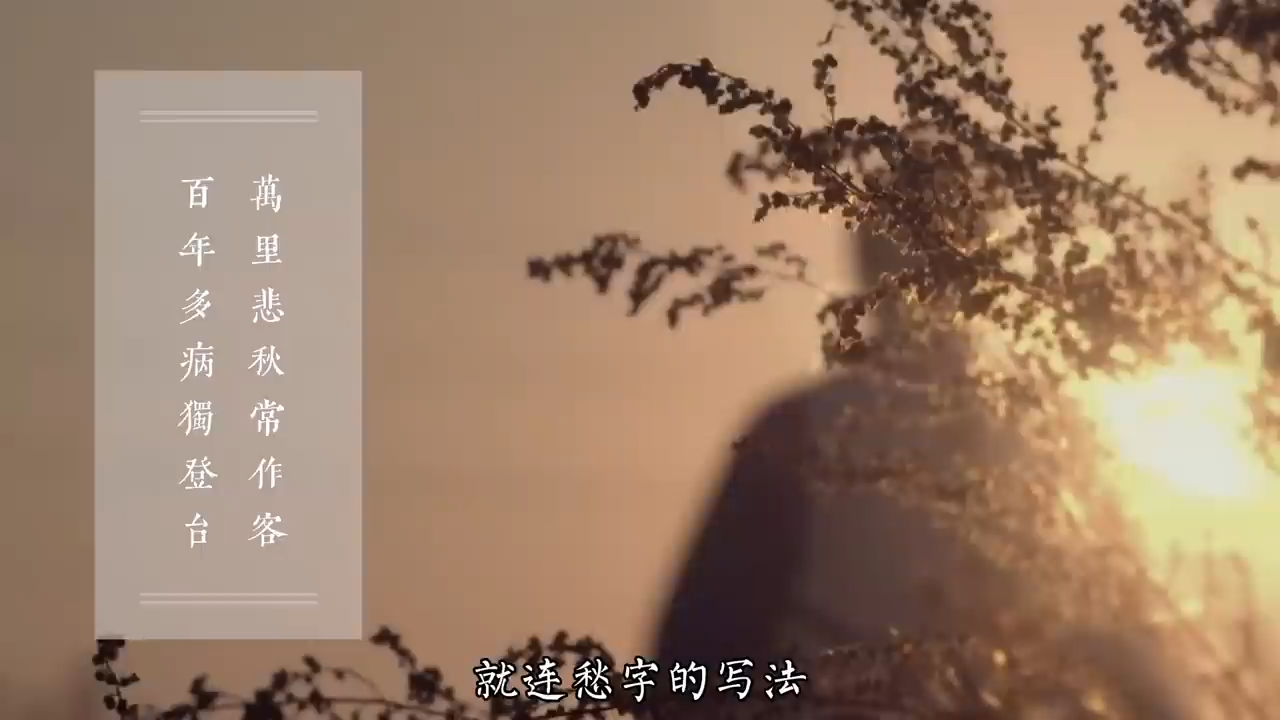 萬里悲秋常作客
百年多病獨登台
就连愁字的写法